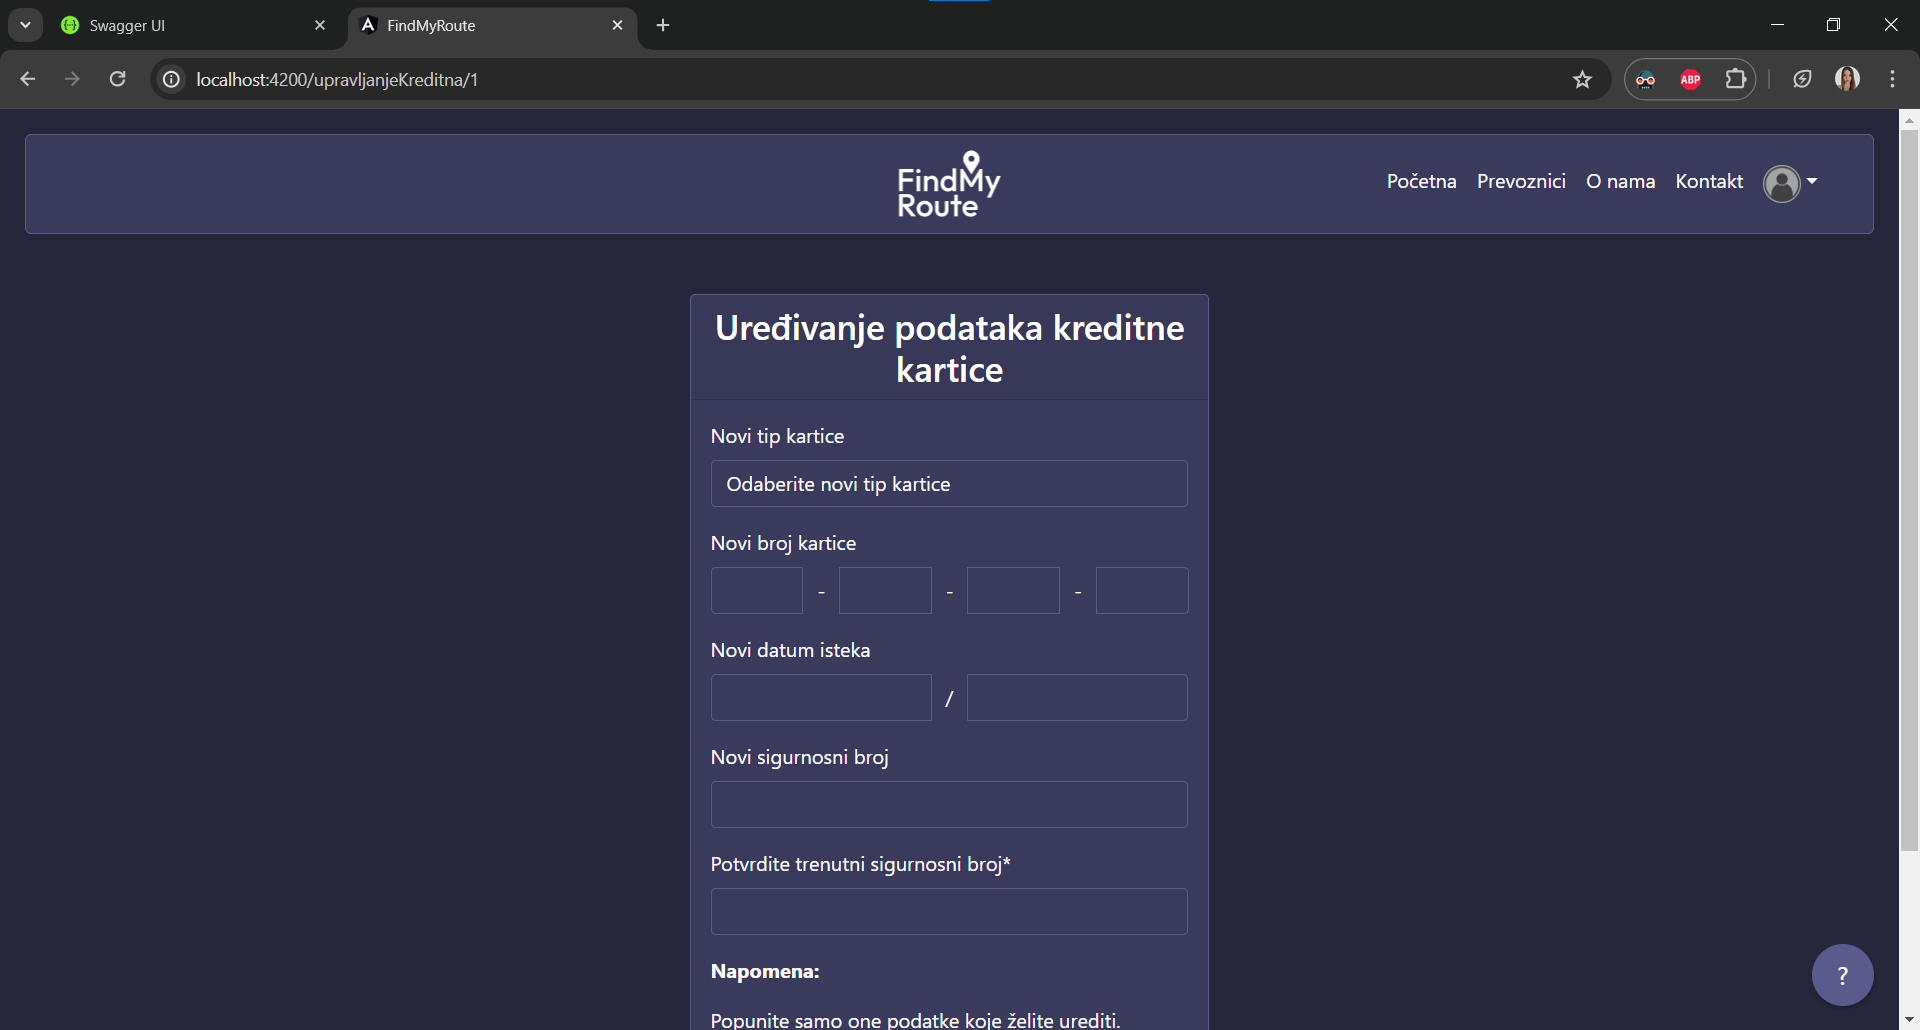 Swagger UI
FindMyRoute
localhost:4200/upravljanjeKreditna/1
ABP
FindMy
Route
Početna Prevoznici O nama Kontakt
Uređivanje podataka kreditne
kartice
Novi tip kartice
Odaberite novi tip kartice
Novi broj kartice
- - -
Novi datum isteka
/
Novi sigurnosni broj
Potvrdite trenutni sigurnosni broj*
Napomena:
?
Popunite samo one podatke koje želite urediti.